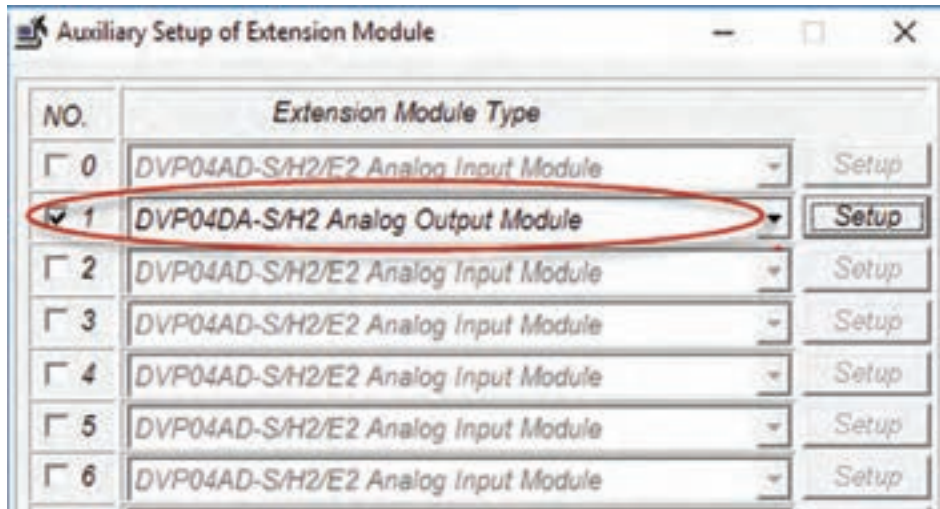 Auxiliary Setup of Extension Module
NO. Extension Module Type
0 DVP04AD-S/H2/E2 Analog Input Module Setup
1 DVP04DA-S/H2 Analog Output Module Setup
2 DVP04AD-S/H2/E2 Analog Input Module Setup
3 DVP04AD-S/H2/E2 Analog Input Module Setup
4 DVP04AD-S/H2/E2 Analog Input Module Setup
5 DVP04AD-S/H2/E2 Analog Input Module Setup
6 DVP04AD-S/H2/E2 Analog Input Module Setup